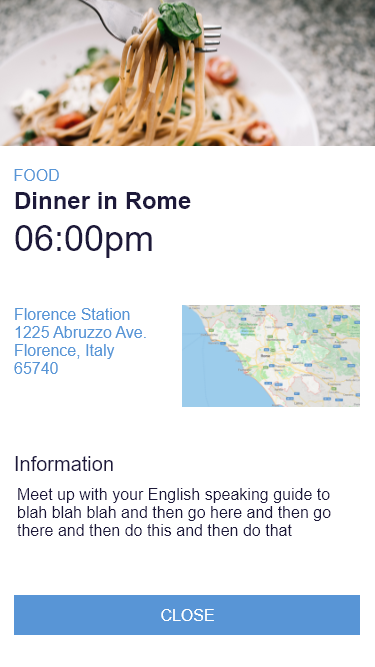 FOOD
Dinner in Rome
06:00pm
Florence Station
1225 Abruzzo Ave.
Florence, Italy
65740
Information
Meet up with your English speaking guide to
blah blah blah and then go here and then go
there and then do this and then do that
CLOSE